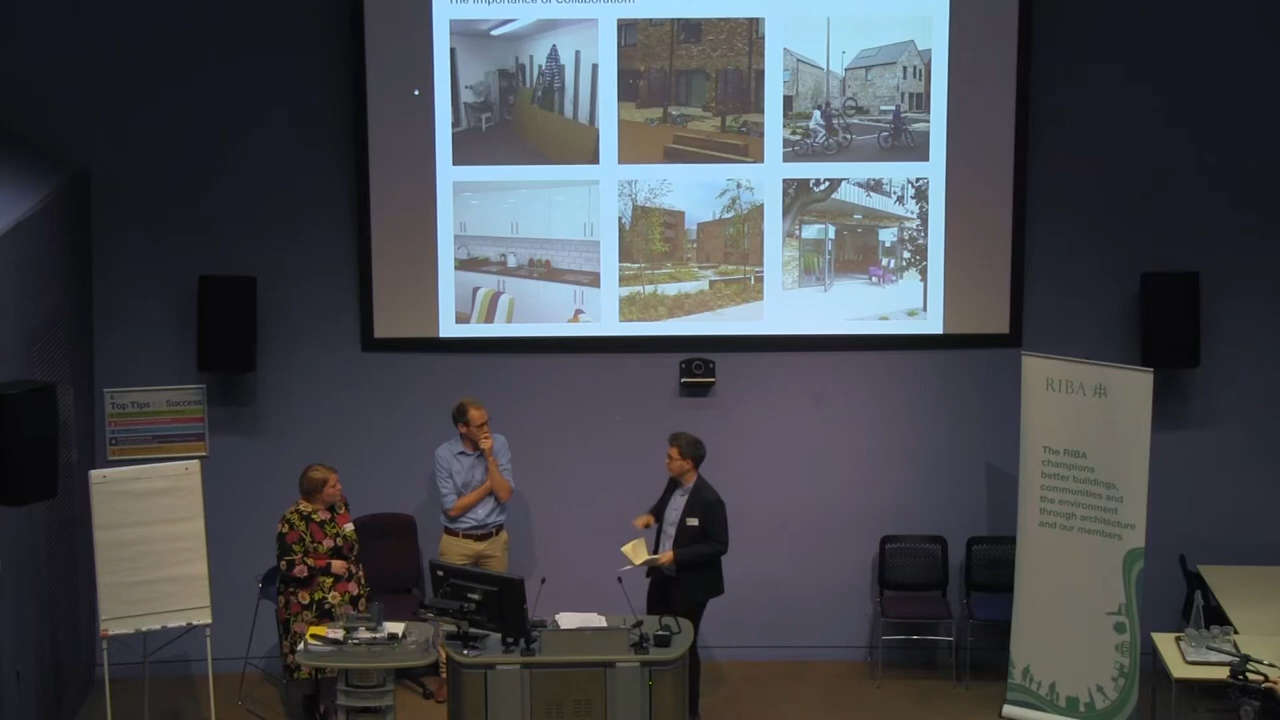 The Importance of Collaboration!
Top Tips for Success
RIBA
The RIBA
champions
better buildings,
communities and
the environment
through architecture
and our members